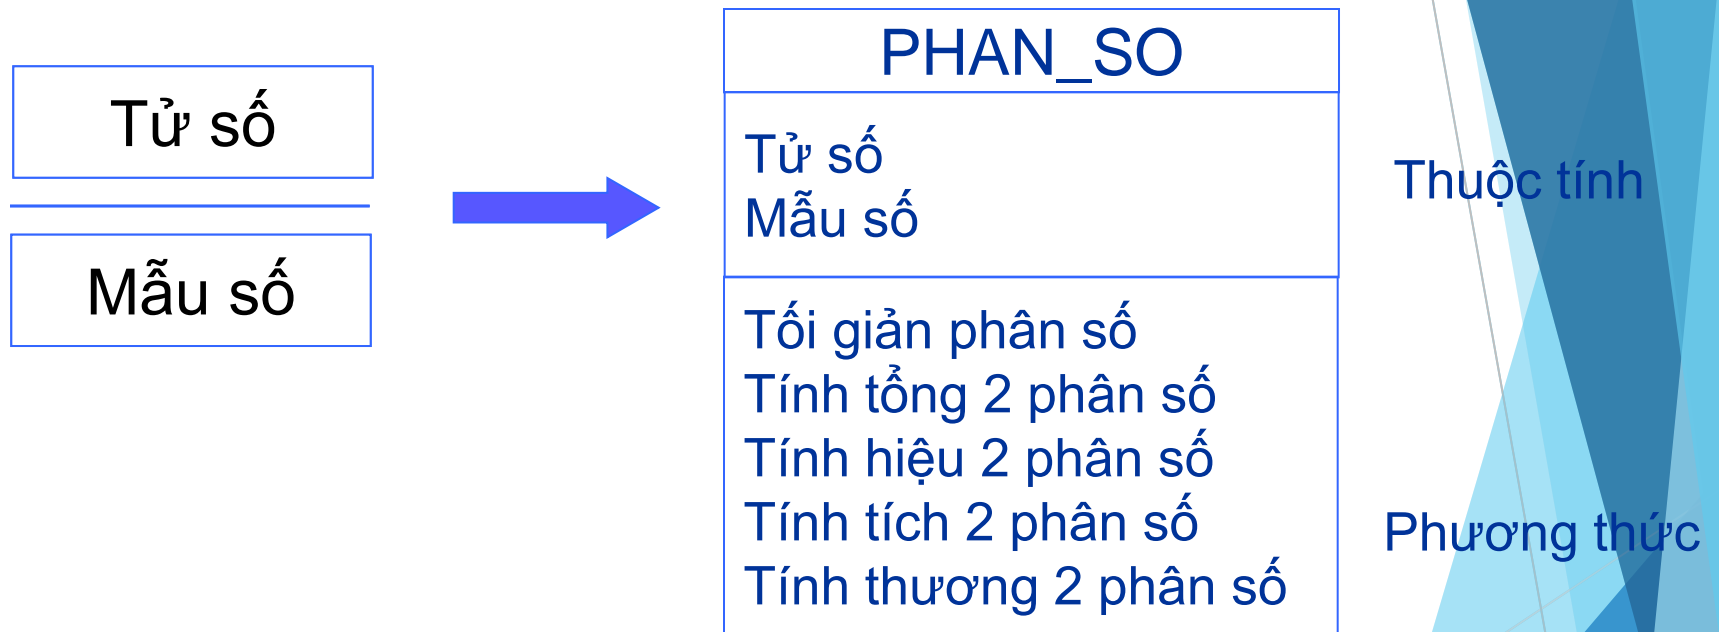 Tử số
Mẫu số
PHAN_SO
Tử số
Mẫu số
Thuộc tính
Tối giản phân số
Tính tổng 2 phân số
Tính hiệu 2 phân số
Tính tích 2 phân số
Tính thương 2 phân số
Phương thức